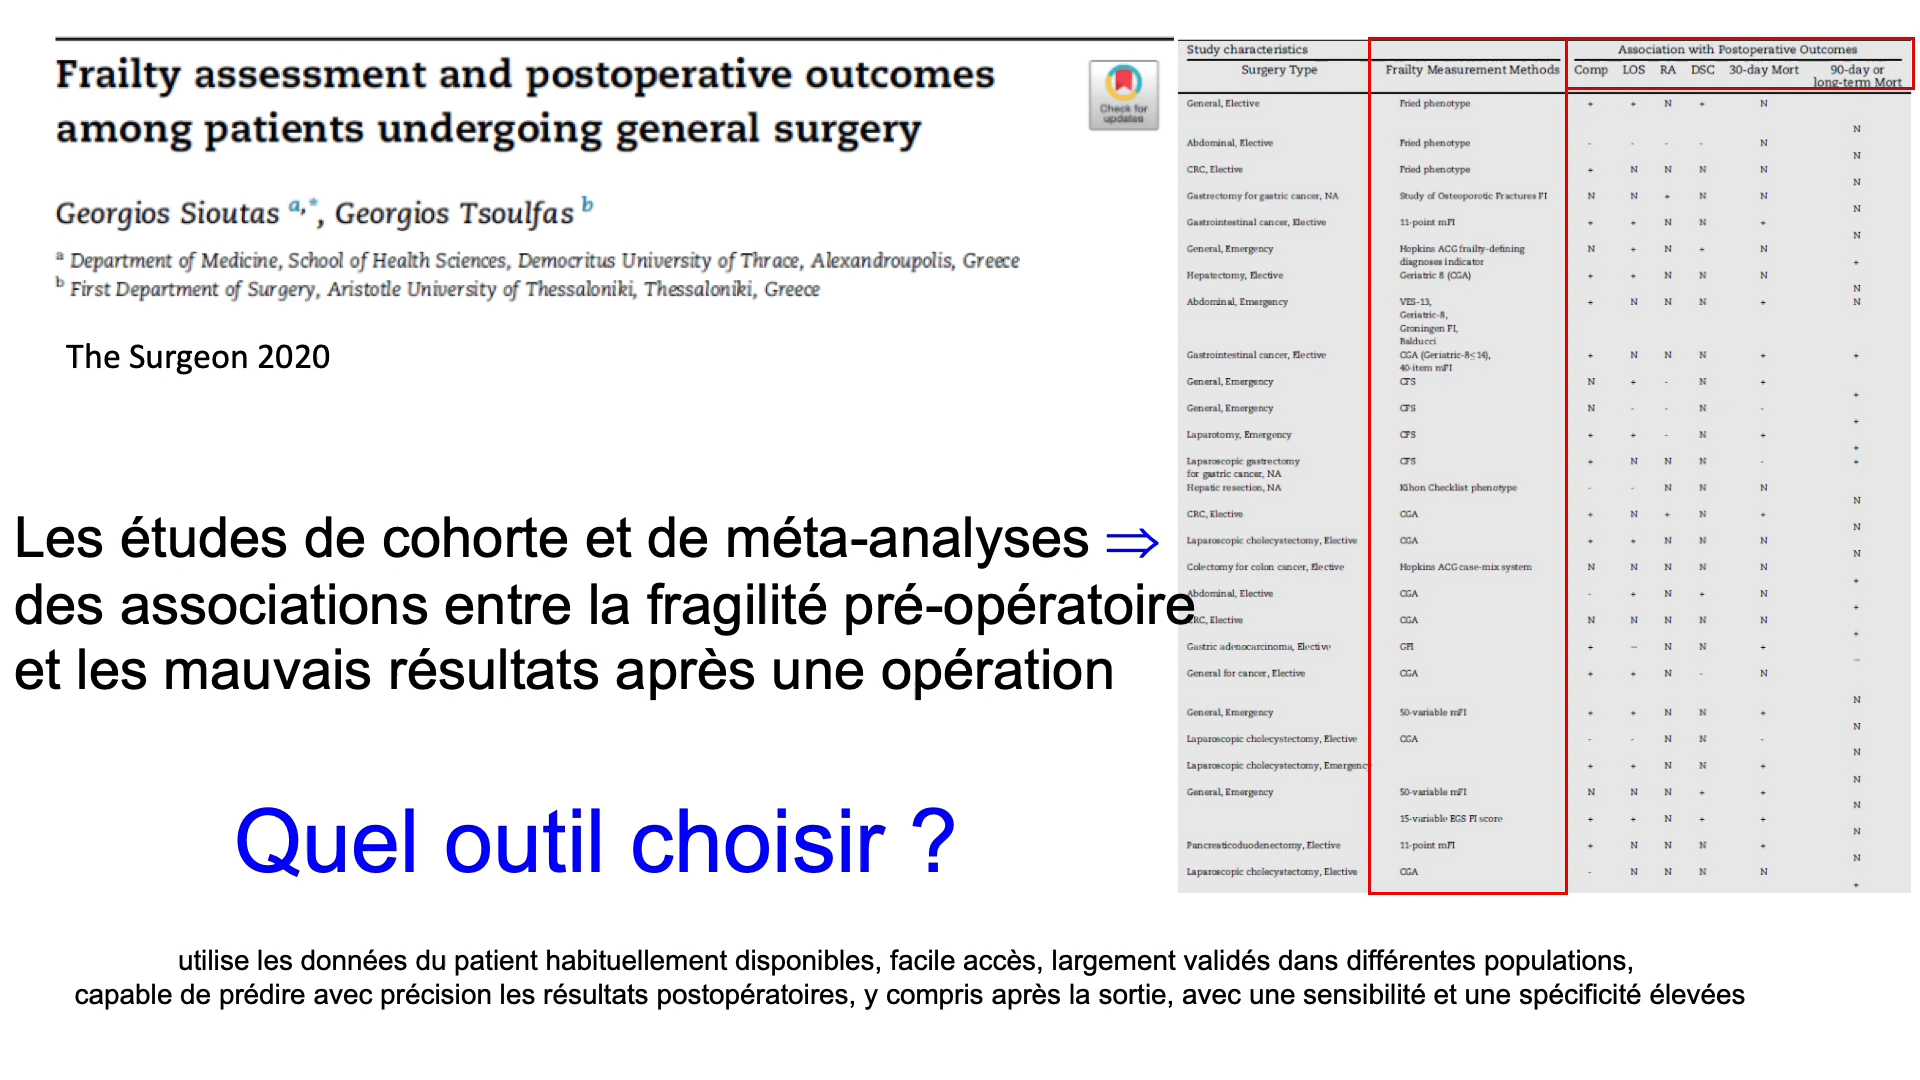 Frailty assessment and postoperative outcomes
among patients undergoing general surgery
Check for
updates
Georgios Sioutas a,*, Georgios Tsoulfas b
a Department of Medicine, School of Health Sciences, Democritus University of Thrace, Alexandroupolis, Greece
b First Department of Surgery, Aristotle University of Thessaloniki, Thessaloniki, Greece
The Surgeon 2020
Les études de cohorte et de méta-analyses ⇒
des associations entre la fragilité pré-opératoire
et les mauvais résultats après une opération
Quel outil choisir ?
utilise les données du patient habituellement disponibles, facile accès, largement validés dans différentes populations,
capable de prédire avec précision les résultats postopératoires, y compris après la sortie, avec une sensibilité et une spécificité élevées
Study characteristics Association with Postoperative Outcomes
Surgery Type Frailty Measurement Methods Comp LOS RA DSC 30-day Mort 90-day or
long-term Mort
General, Elective Fried phenotype + + N + N
N
Abdominal, Elective Fried phenotype - - - - N
N
CRC, Elective Fried phenotype + N N N N
N
Gastrectomy for gastric cancer, NA Study of Osteoporotic Fractures FI N N + N N
N
Gastrointestinal cancer, Elective 11-point mFI + + N N +
N
General, Emergency Hopkins ACG frailty-defining N + N + N
diagnoses indicator +
Hepatectomy, Elective Geriatric 8 (CGA) + + N N N
N
Abdominal, Emergency VES-13, + N N N + N
Geriatric-8,
Groningen FI,
Balducci
Gastrointestinal cancer, Elective CGA (Geriatric-8≤14), + N N N + +
40-item mFI
General, Emergency CFS N + - N +
+
General, Emergency CFS N - - N -
+
Laparotomy, Emergency CFS + + - N +
+
Laparoscopic gastrectomy CFS + N N N - +
for gastric cancer, NA
Hepatic resection, NA Kihon Checklist phenotype - - N N N
N
CRC, Elective CGA + N + N +
N
Laparoscopic cholecystectomy, Elective CGA + + N N N
N
Colectomy for colon cancer, Elective Hopkins ACG case-mix system N N N N N
+
Abdominal, Elective CGA - + N + N
+
CRC, Elective CGA N N N N N
+
Gastric adenocarcinoma, Elective GFI + – N N +
–
General for cancer, Elective CGA + + N - N
N
General, Emergency 50-variable mFI + + N N +
N
Laparoscopic cholecystectomy, Elective CGA - - N N -
N
Laparoscopic cholecystectomy, Emergency + + N N +
N
General, Emergency 50-variable mFI N N N + +
N
15-variable EGS FI score + + N + +
N
Pancreaticoduodenectomy, Elective 11-point mFI + N N N +
N
Laparoscopic cholecystectomy, Elective CGA - N N N N
+